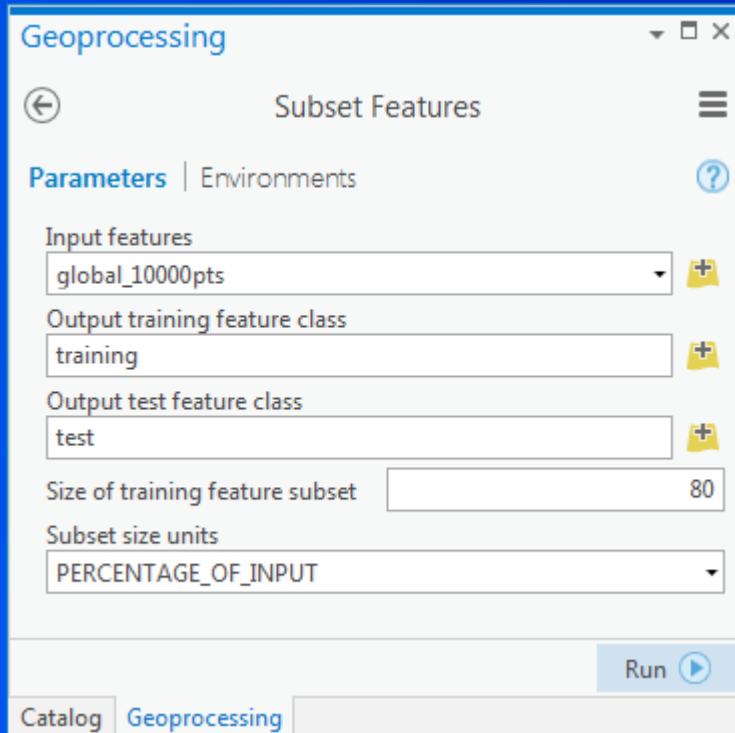 Geoprocessing
Subset Features
Parameters | Environments
?
Input features
global_10000pts
Output training feature class
training
Output test feature class
test
Size of training feature subset 80
Subset size units
PERCENTAGE_OF_INPUT
Run
Catalog Geoprocessing